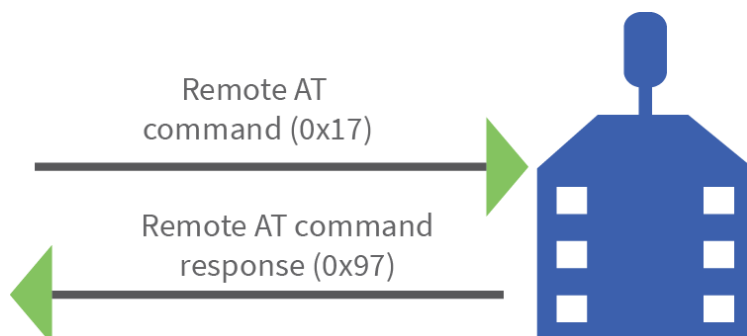 Remote AT
command (0x17)
Remote AT command
response (0x97)